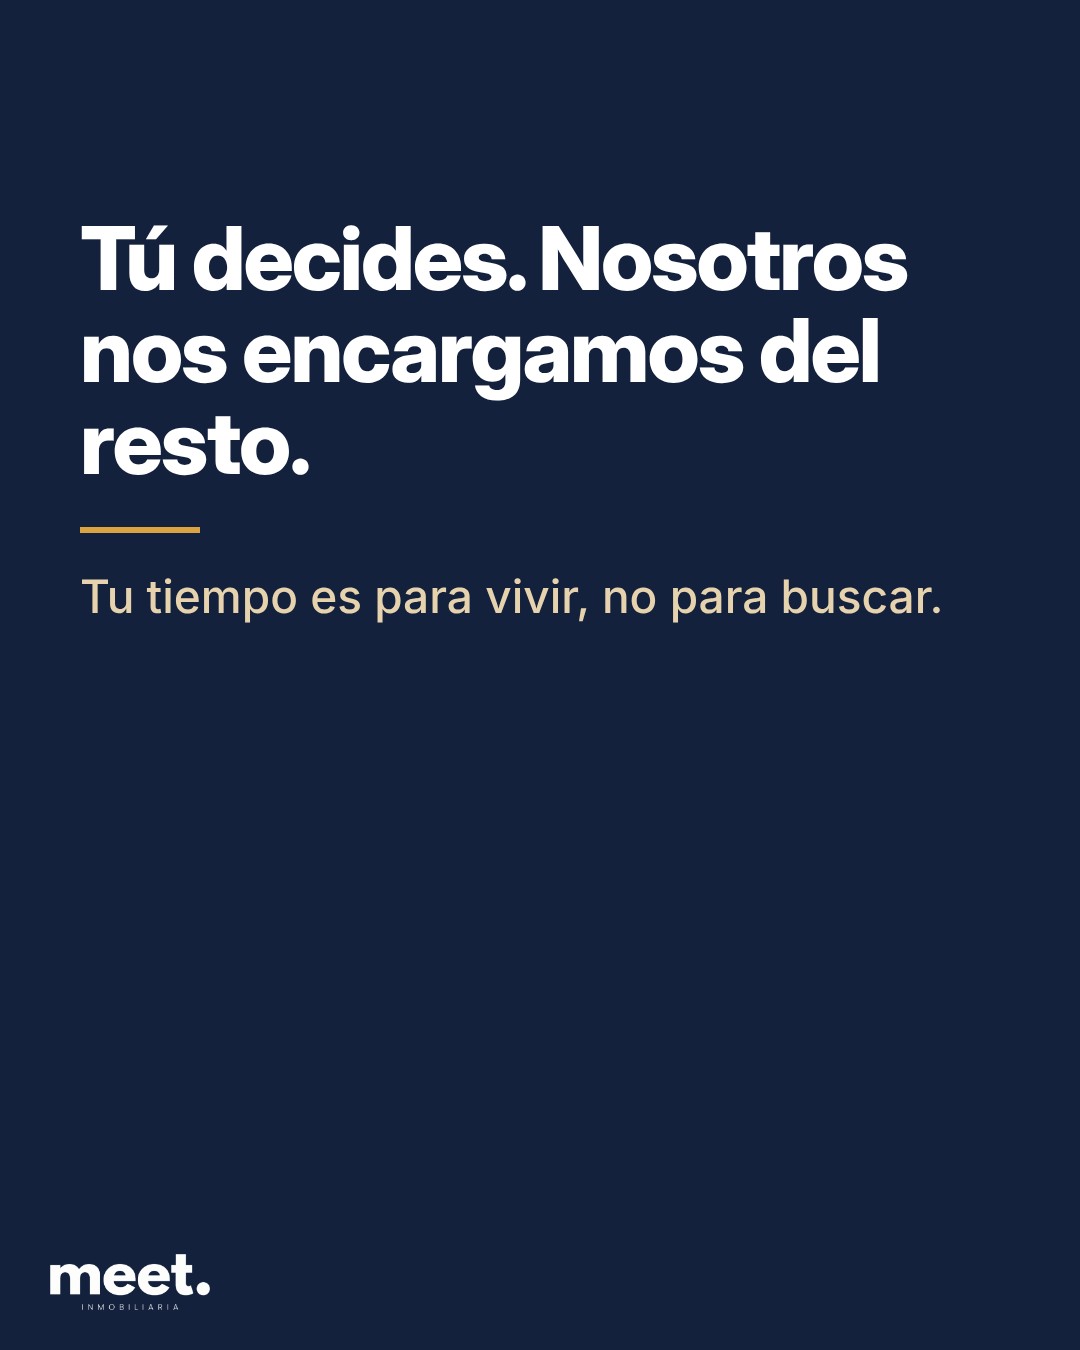 Tú decides. Nosotros
nos encargamos del
resto.
Tu tiempo es para vivir, no para buscar.
meet.
INMOBILIARIA